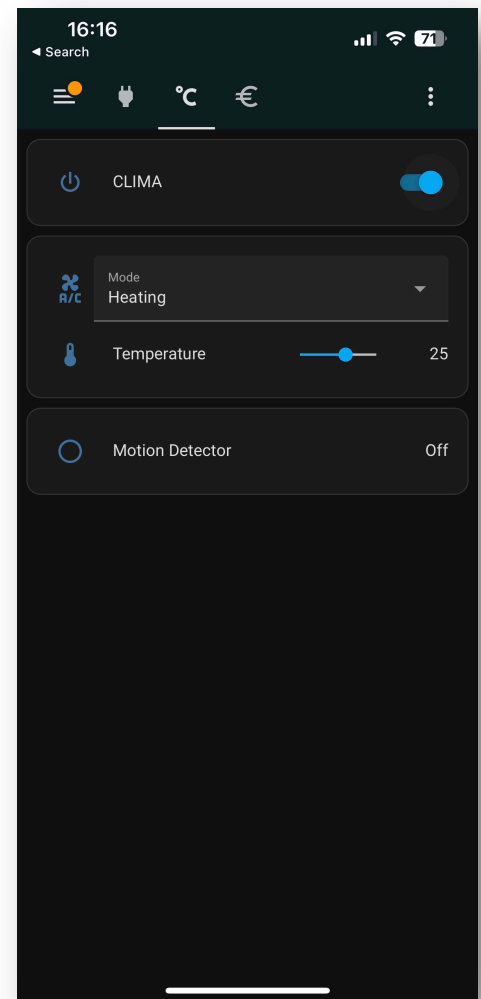 16:16
71
◀ Search
℃
€
CLIMA
A/C
Mode
Heating
Temperature
25
Motion Detector
Off